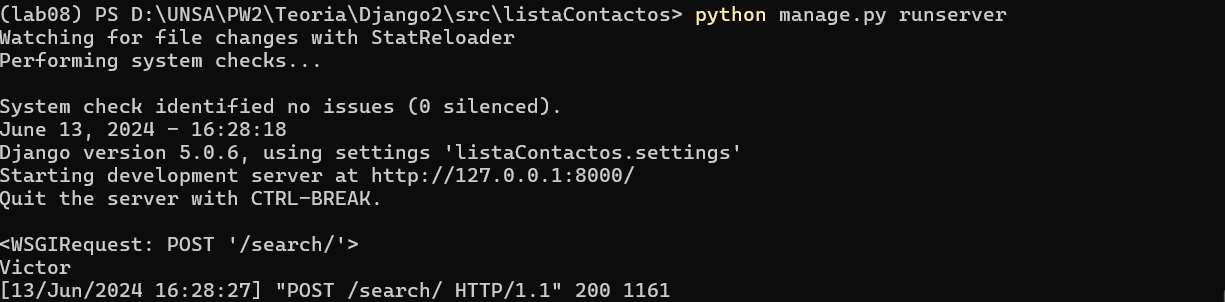 (lab08) PS D:\UNSA\PW2\Teoria\Django2\src\listaContactos> python manage.py runserver
Watching for file changes with StatReloader
Performing system checks...
System check identified no issues (0 silenced).
June 13, 2024 - 16:28:18
Django version 5.0.6, using settings 'listaContactos.settings'
Starting development server at http://127.0.0.1:8000/
Quit the server with CTRL-BREAK.
<WSGIRequest: POST '/search/'>
Victor
[13/Jun/2024 16:28:27] "POST /search/ HTTP/1.1" 200 1161